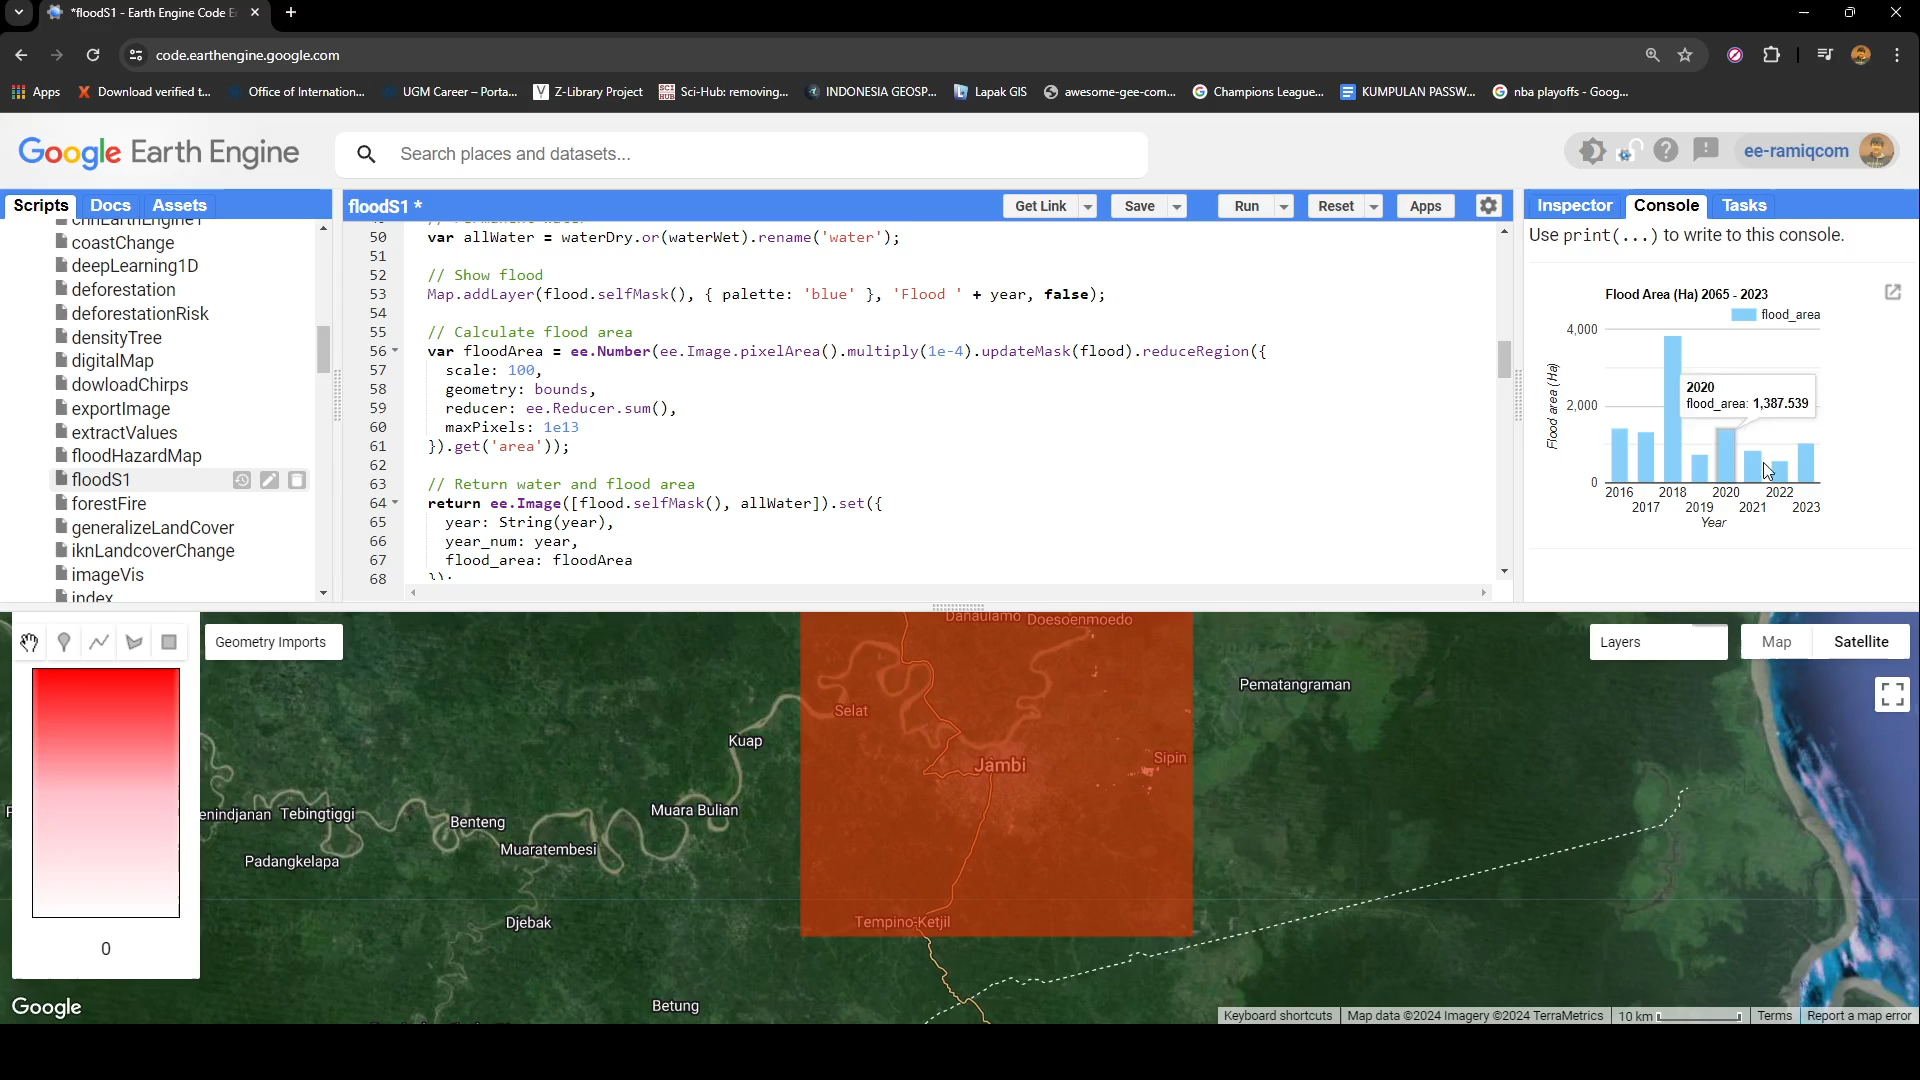 *floodS1 - Earth Engine Code E
code.earthengine.google.com
Apps
Download verified t...
Office of Internation...
UGM Career – Porta...
Z-Library Project
Sci-Hub: removing...
INDONESIA GEOSP...
Lapak GIS
awesome-gee-com...
Champions League...
KUMPULAN PASSW...
nba playoffs - Goog...
Google Earth Engine
Search places and datasets...
ee-ramiqcom
Scripts
Docs
Assets
floodS1 *
Get Link
Save
Run
Reset
Apps
Inspector
Console
Tasks
coastChange
deepLearning1D
deforestation
deforestationRisk
densityTree
digitalMap
dowloadChirps
exportImage
extractValues
floodHazardMap
floodS1
forestFire
generalizeLandCover
iknLandcoverChange
imageVis
index
50 var allWater = waterDry.or(waterWet).rename('water');
51
52 // Show flood
53 Map.addLayer(flood.selfMask(), { palette: 'blue' }, 'Flood ' + year, false);
54
55 // Calculate flood area
56 var floodArea = ee.Number(ee.Image.pixelArea().multiply(1e-4).updateMask(flood).reduceRegion({
57 scale: 100,
58 geometry: bounds,
59 reducer: ee.Reducer.sum(),
60 maxPixels: 1e13
61 }).get('area'));
62
63 // Return water and flood area
64 return ee.Image([flood.selfMask(), allWater]).set({
65 year: String(year),
66 year_num: year,
67 flood_area: floodArea
68 });
Use print(...) to write to this console.
Flood Area (Ha) 2065 - 2023
flood_area
4,000
2,000
0
Flood area (Ha)
2020
flood_area: 1,387.539
2016 2018 2020 2022
2017 2019 2021 2023
Year
Geometry Imports
Layers
Map
Satellite
0
Danaulamo
Doesoenmoedo
Pematangraman
Selat
Kuap
Jambi
Sipin
Muara Bulian
enindjanan
Tebingtiggi
Benteng
Muaratembesi
Padangkelapa
Djebak
Tempino-Ketjil
Betung
Google
Keyboard shortcuts
Map data ©2024 Imagery ©2024 TerraMetrics
10 km
Terms
Report a map error